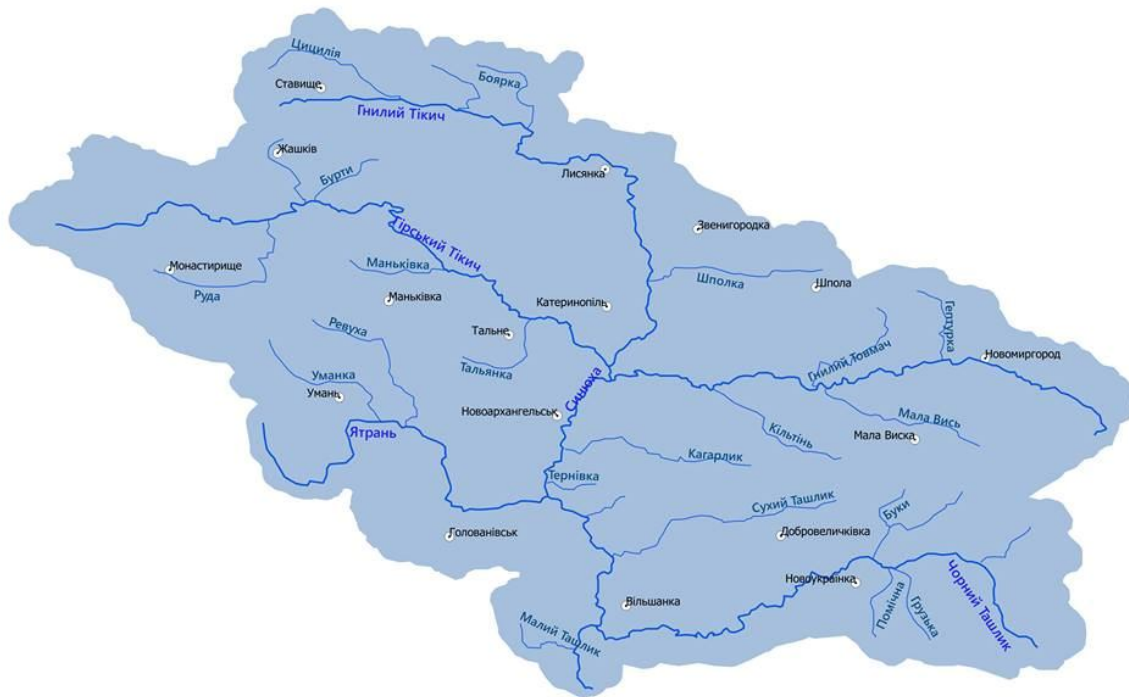 Цицилія
Ставище
Боярка
Гнилий Тікич
Жашків
Бурти
Лисянка
Гірський Тікич
Звенигородка
Монастирище
Маньківка
Руда
Шполка
Шпола
Маньківка
Катеринопіль
Гептурка
Ревуха
Тальне
Гнилий Товмач
Новомиргород
Тальянка
Уманка
Умань
Синюха
Новоархангельськ
Ятрань
Кільтінь
Мала Вись
Мала Виска
Кагарлик
Тернівка
Сухий Ташлик
Буки
Голованівськ
Добровеличківка
Новоукраїнка
Чорний Ташлик
Вільшанка
Помічна
Грузька
Малий Ташлик